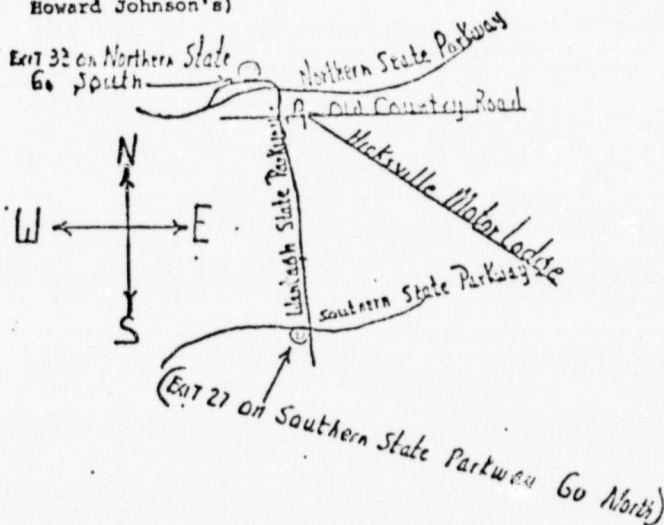 Howard Johnson's)
Exit 32 on Northern State
Go South
Northern State Parkway
Old Country Road
N
W
E
S
Wantagh State Parkway
Hicksville Motor Lodge
Southern State Parkway
(Exit 27 on Southern State Parkway Go North)